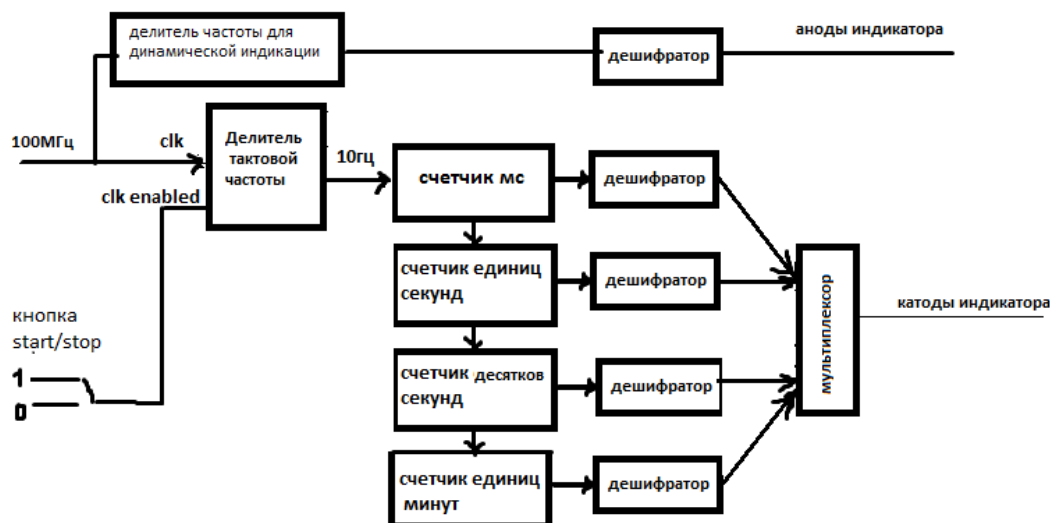 делитель частоты для
динамической индикации
дешифратор
аноды индикатора
100МГц
clk
Делитель
тактовой
частоты
10гц
clk enabled
счетчик мс
дешифратор
счетчик единиц
секунд
дешифратор
мультиплексор
катоды индикатора
кнопка
start/stop
1
0
счетчик десятков
секунд
дешифратор
счетчик единиц
минут
дешифратор